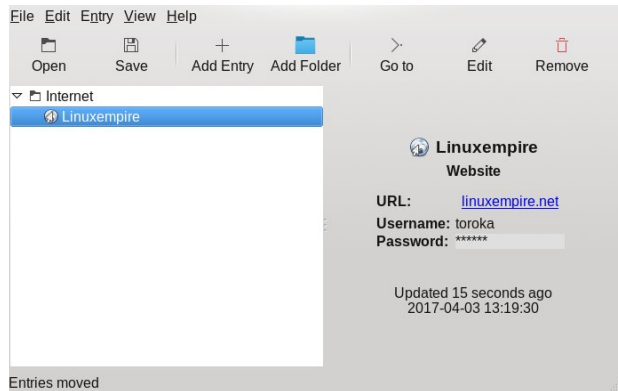 File Edit Entry View Help
Open Save Add Entry Add Folder Go to Edit Remove
Internet
Linuxempire
Linuxempire
Website
URL: linuxempire.net
Username: toroka
Password: ******
Updated 15 seconds ago
2017-04-03 13:19:30
Entries moved